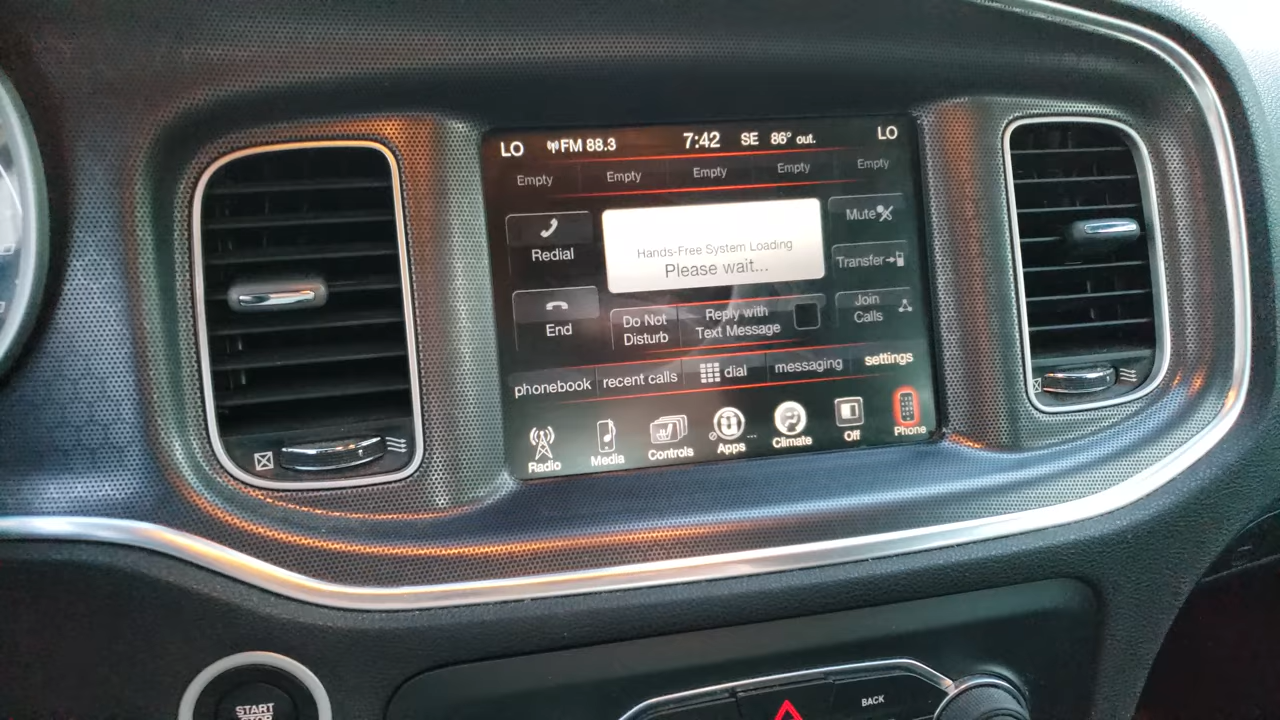 LO FM 88.3 7:42 SE 86° out. LO
Empty Empty Empty Empty Empty
Redial
Hands-Free System Loading
Please wait...
Mute
Transfer
End
Do Not
Disturb
Reply with
Text Message
Join
Calls
phonebook recent calls dial messaging settings
Radio Media Controls Apps ... Climate Off Phone
START
STOP
BACK